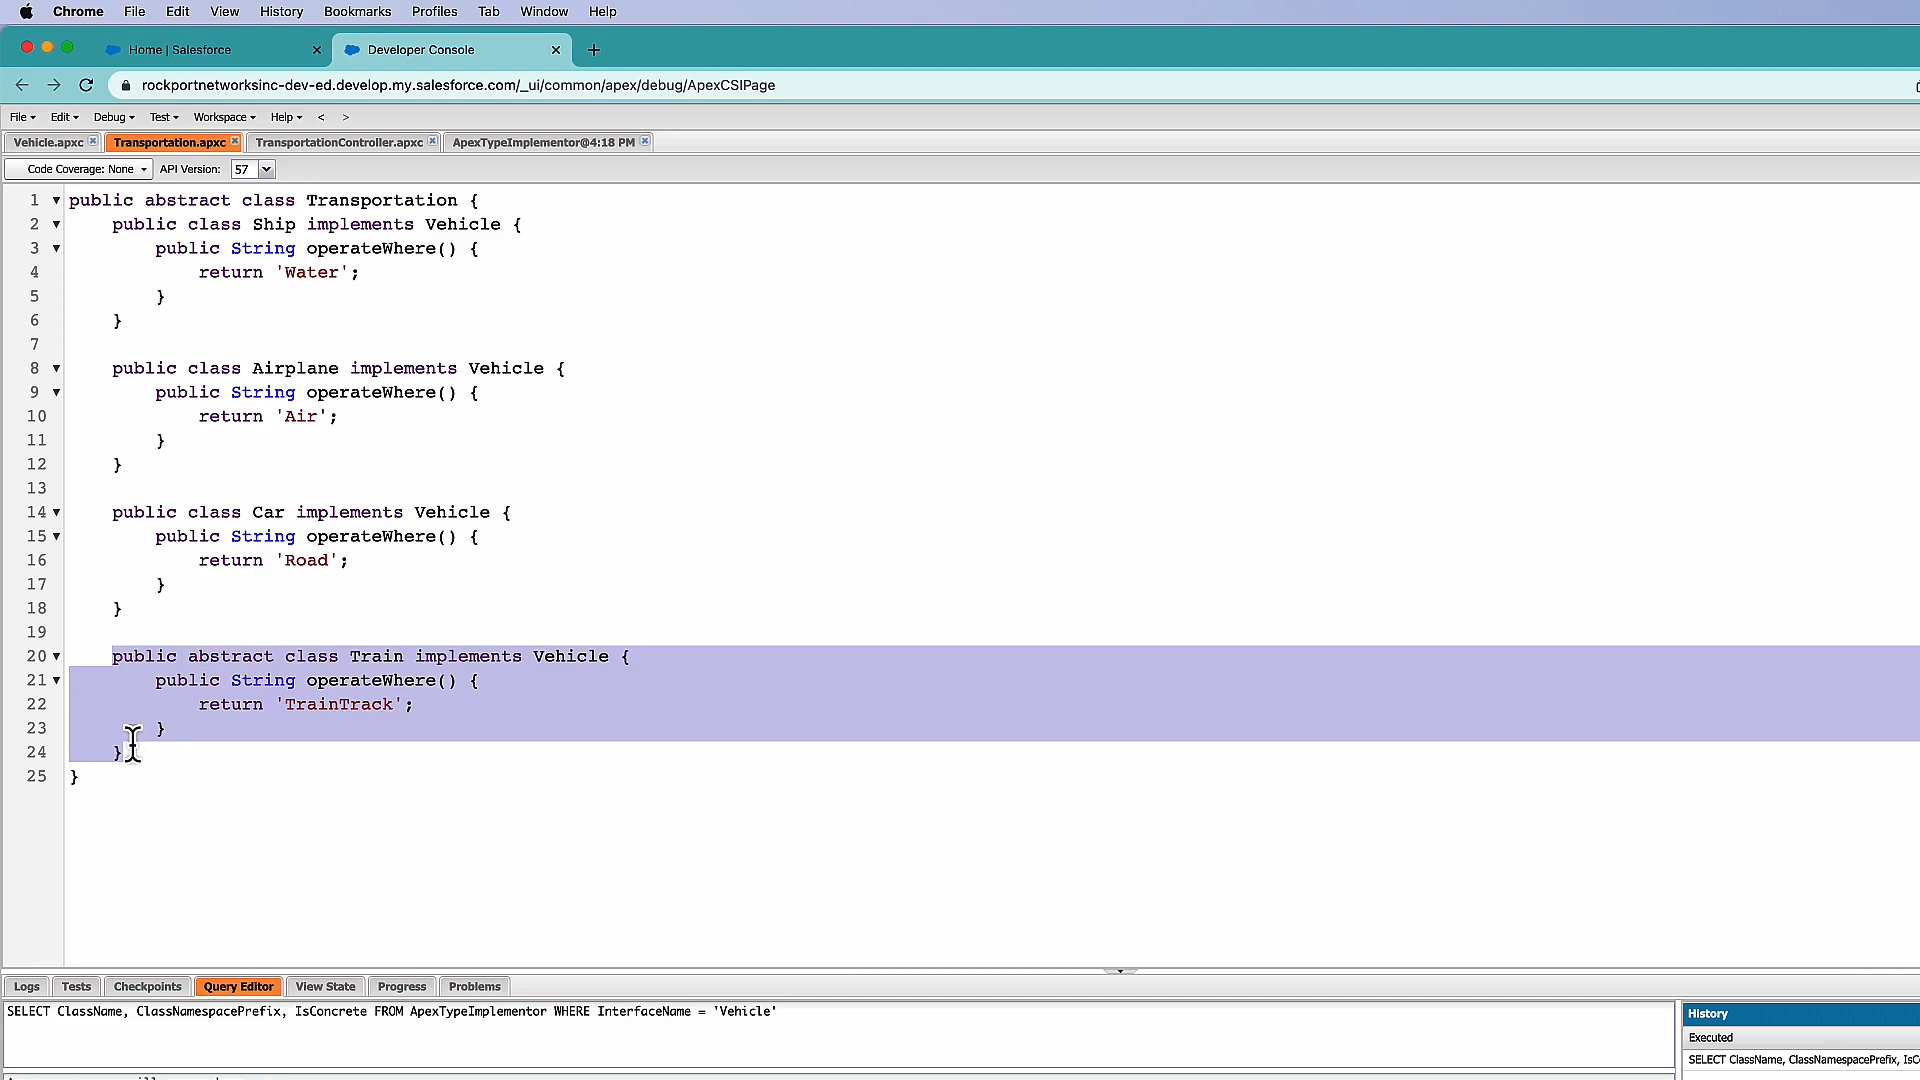 Chrome File Edit View History Bookmarks Profiles Tab Window Help
Home | Salesforce Developer Console
rockportnetworksinc-dev-ed.develop.my.salesforce.com/_ui/common/apex/debug/ApexCSIPage
File Edit Debug Test Workspace Help < >
Vehicle.apxc Transportation.apxc TransportationController.apxc ApexTypeImplementor@4:18 PM
Code Coverage: None API Version: 57
1 public abstract class Transportation {
2 public class Ship implements Vehicle {
3 public String operateWhere() {
4 return 'Water';
5 }
6 }
7
8 public class Airplane implements Vehicle {
9 public String operateWhere() {
10 return 'Air';
11 }
12 }
13
14 public class Car implements Vehicle {
15 public String operateWhere() {
16 return 'Road';
17 }
18 }
19
20 public abstract class Train implements Vehicle {
21 public String operateWhere() {
22 return 'TrainTrack';
23 }
24 }
25 }
Logs Tests Checkpoints Query Editor View State Progress Problems
SELECT ClassName, ClassNamespacePrefix, IsConcrete FROM ApexTypeImplementor WHERE InterfaceName = 'Vehicle'
History
Executed
SELECT ClassName, ClassNamespacePrefix, IsCo